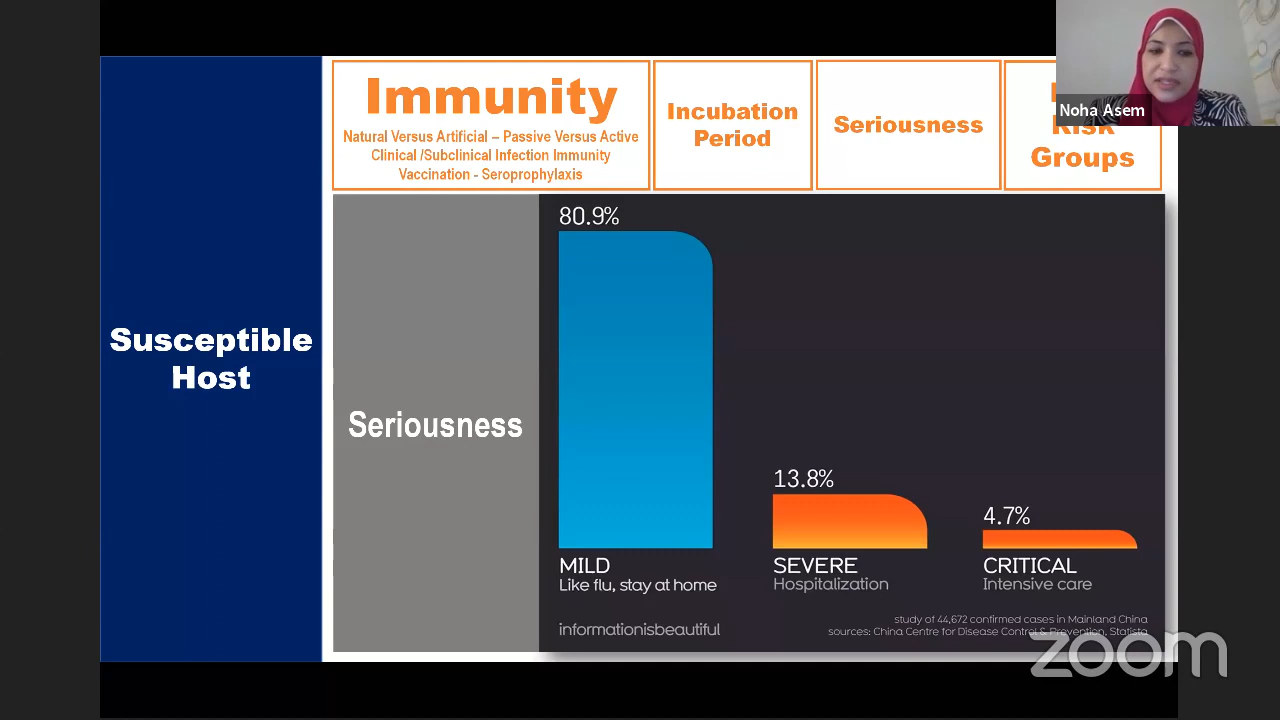 Immunity
Natural Versus Artificial – Passive Versus Active
Clinical /Subclinical Infection Immunity
Vaccination - Seroprophylaxis
Incubation
Period
Seriousness
Risk
Groups
Noha Asem
Susceptible
Host
Seriousness
80.9%
13.8%
4.7%
MILD
Like flu, stay at home
SEVERE
Hospitalization
CRITICAL
Intensive care
informationisbeautiful
study of 44,672 confirmed cases in Mainland China
sources: China Centre for Disease Control & Prevention, Statista
zoom